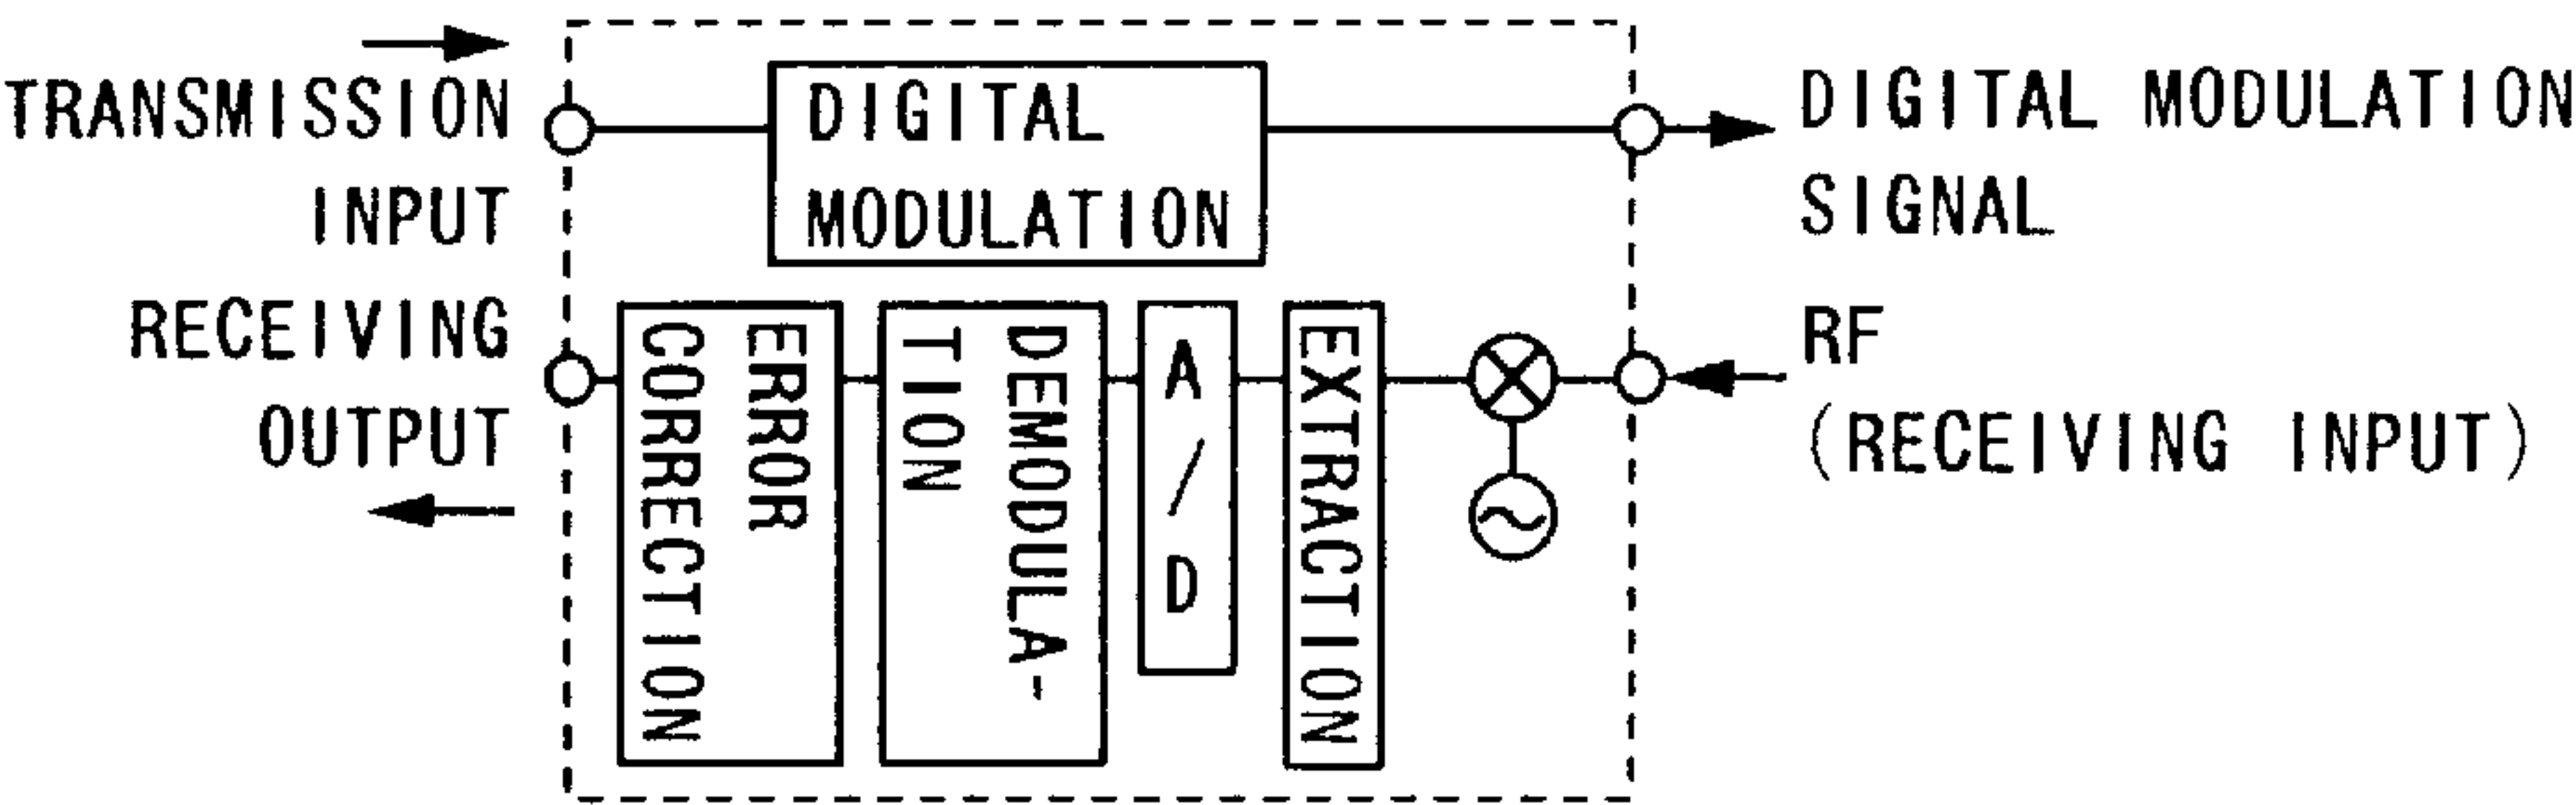 TRANSMISSION
INPUT
DIGITAL
MODULATION
DIGITAL MODULATION
SIGNAL
RECEIVING
OUTPUT
ERROR
CORRECTION
DEMODULA-
TION
A/D
EXTRACTION
RF
(RECEIVING INPUT)